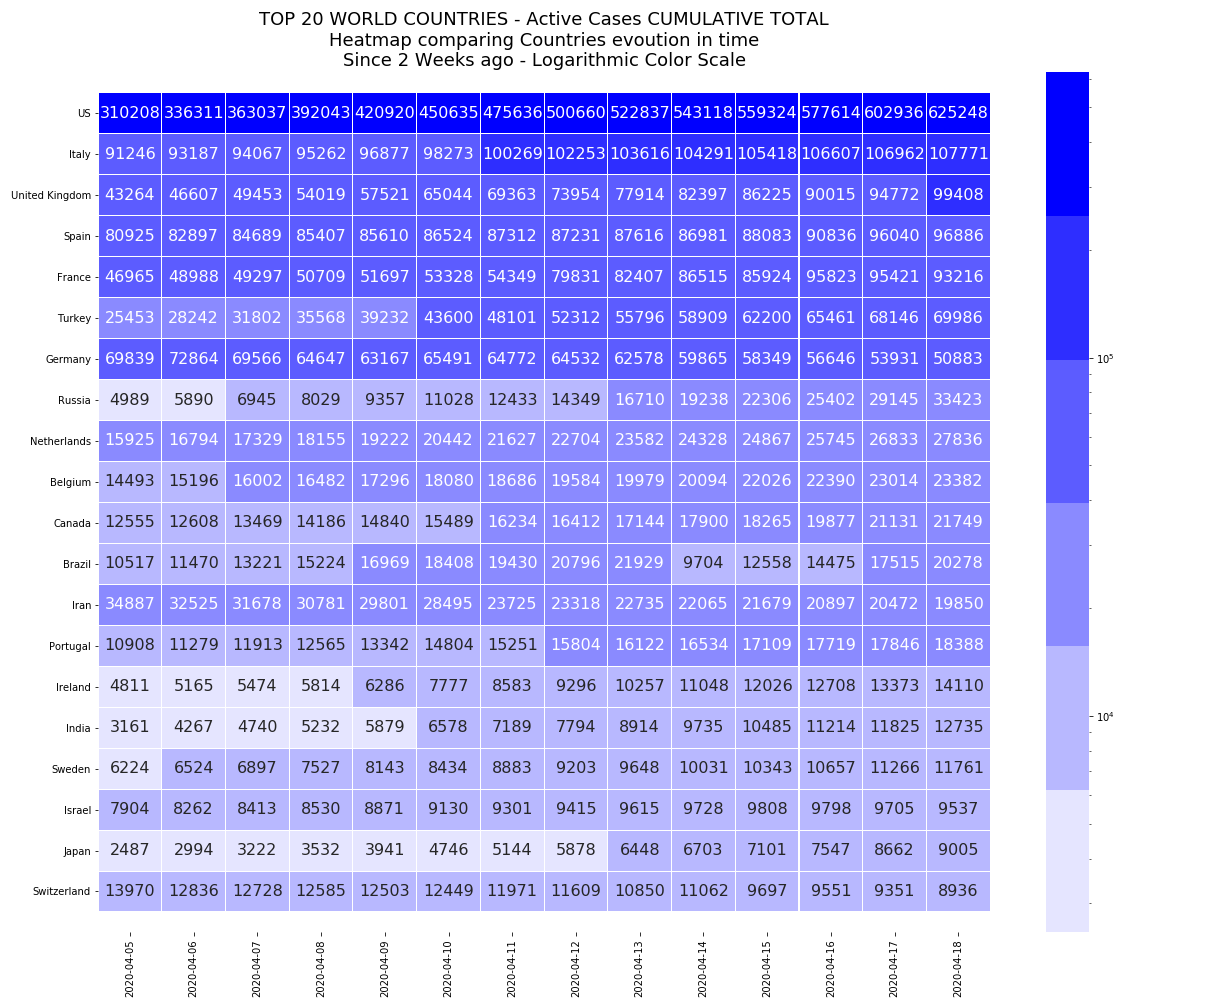 TOP 20 WORLD COUNTRIES - Active Cases CUMULATIVE TOTAL
Heatmap comparing Countries evoution in time
Since 2 Weeks ago - Logarithmic Color Scale
US 310208 336311 363037 392043 420920 450635 475636 500660 522837 543118 559324 577614 602936 625248
Italy 91246 93187 94067 95262 96877 98273 100269 102253 103616 104291 105418 106607 106962 107771
United Kingdom 43264 46607 49453 54019 57521 65044 69363 73954 77914 82397 86225 90015 94772 99408
Spain 80925 82897 84689 85407 85610 86524 87312 87231 87616 86981 88083 90836 96040 96886
France 46965 48988 49297 50709 51697 53328 54349 79831 82407 86515 85924 95823 95421 93216
Turkey 25453 28242 31802 35568 39232 43600 48101 52312 55796 58909 62200 65461 68146 69986
Germany 69839 72864 69566 64647 63167 65491 64772 64532 62578 59865 58349 56646 53931 50883
10⁵
Russia 4989 5890 6945 8029 9357 11028 12433 14349 16710 19238 22306 25402 29145 33423
Netherlands 15925 16794 17329 18155 19222 20442 21627 22704 23582 24328 24867 25745 26833 27836
Belgium 14493 15196 16002 16482 17296 18080 18686 19584 19979 20094 22026 22390 23014 23382
Canada 12555 12608 13469 14186 14840 15489 16234 16412 17144 17900 18265 19877 21131 21749
Brazil 10517 11470 13221 15224 16969 18408 19430 20796 21929 9704 12558 14475 17515 20278
Iran 34887 32525 31678 30781 29801 28495 23725 23318 22735 22065 21679 20897 20472 19850
Portugal 10908 11279 11913 12565 13342 14804 15251 15804 16122 16534 17109 17719 17846 18388
Ireland 4811 5165 5474 5814 6286 7777 8583 9296 10257 11048 12026 12708 13373 14110
India 3161 4267 4740 5232 5879 6578 7189 7794 8914 9735 10485 11214 11825 12735
10⁴
Sweden 6224 6524 6897 7527 8143 8434 8883 9203 9648 10031 10343 10657 11266 11761
Israel 7904 8262 8413 8530 8871 9130 9301 9415 9615 9728 9808 9798 9705 9537
Japan 2487 2994 3222 3532 3941 4746 5144 5878 6448 6703 7101 7547 8662 9005
Switzerland 13970 12836 12728 12585 12503 12449 11971 11609 10850 11062 9697 9551 9351 8936
2020-04-05 2020-04-06 2020-04-07 2020-04-08 2020-04-09 2020-04-10 2020-04-11 2020-04-12 2020-04-13 2020-04-14 2020-04-15 2020-04-16 2020-04-17 2020-04-18